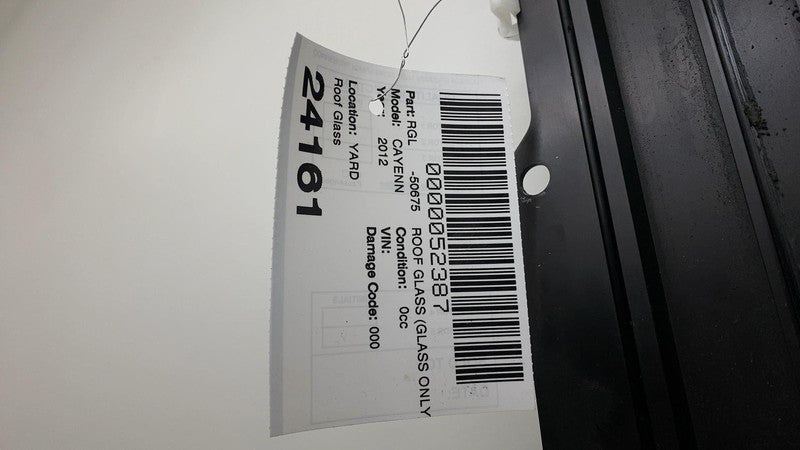 0000052387
Part: RGL -50675 ROOF GLASS (GLASS ONLY
Model: CAYENN Condition: 0cc
Year: 2012 VIN:
Damage Code: 000
Location: YARD
Roof Glass
24161